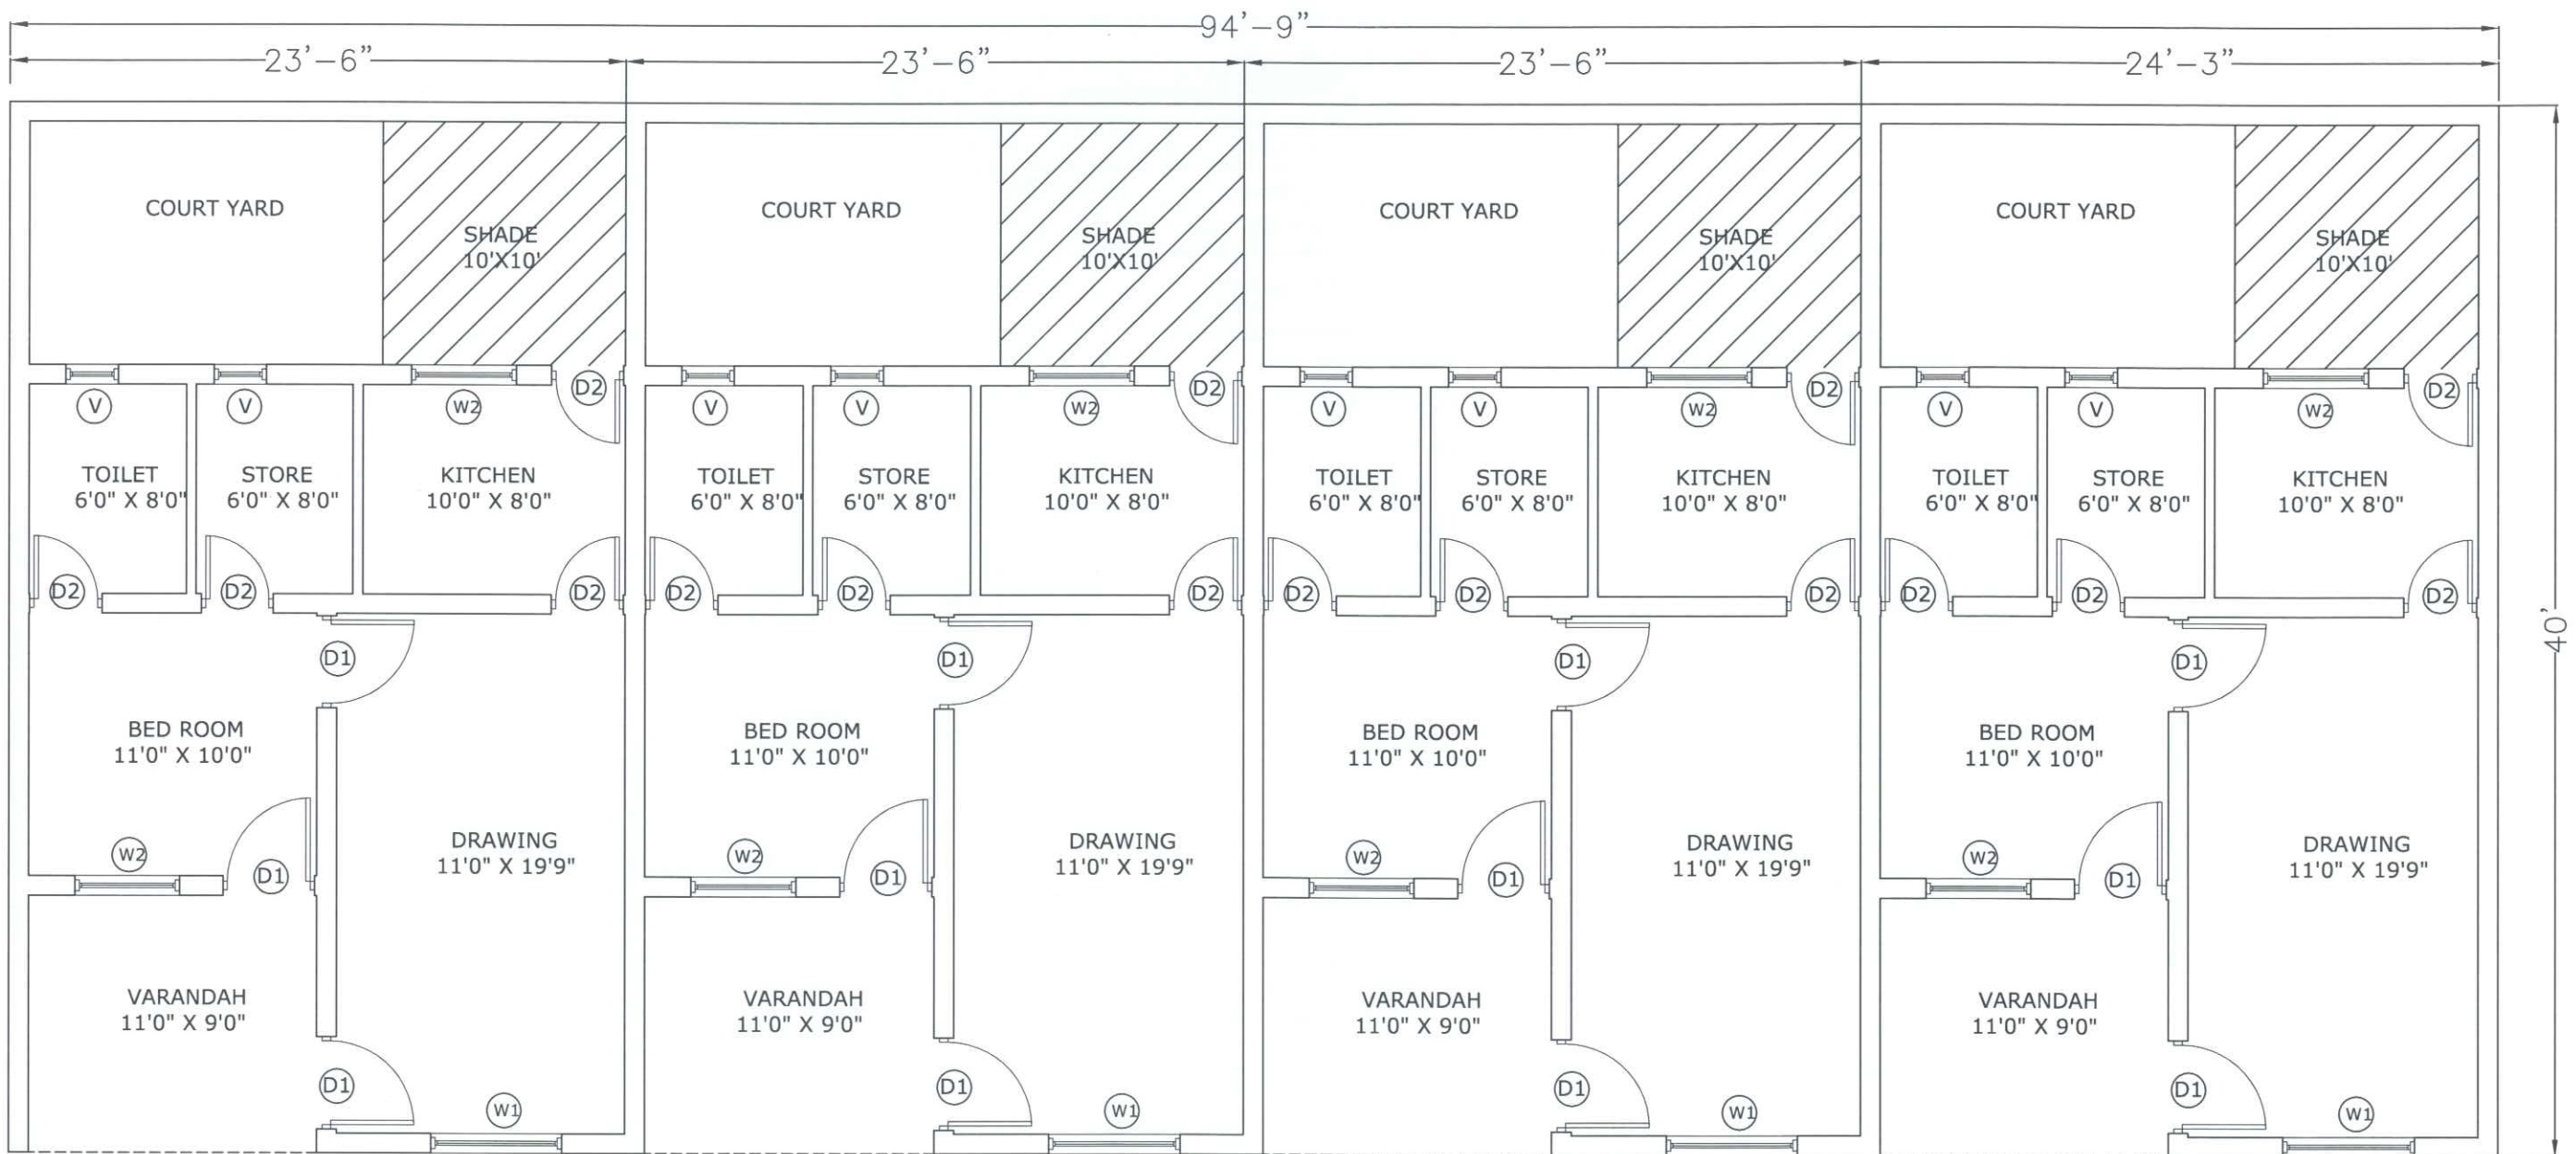 94'-9"
23'-6" 23'-6" 23'-6" 24'-3"
COURT YARD COURT YARD COURT YARD COURT YARD
SHADE SHADE SHADE SHADE
10'X10' 10'X10' 10'X10' 10'X10'
D2 D2 D2 D2
V V W2 V V W2 V V W2 V V W2
TOILET STORE KITCHEN TOILET STORE KITCHEN TOILET STORE KITCHEN TOILET STORE KITCHEN
6'0" X 8'0" 6'0" X 8'0" 10'0" X 8'0" 6'0" X 8'0" 6'0" X 8'0" 10'0" X 8'0" 6'0" X 8'0" 6'0" X 8'0" 10'0" X 8'0" 6'0" X 8'0" 6'0" X 8'0" 10'0" X 8'0"
D2 D2 D2 D2 D2 D2 D2 D2 D2 D2 D2 D2
40'
D1 D1 D1 D1
BED ROOM BED ROOM BED ROOM BED ROOM
11'0" X 10'0" 11'0" X 10'0" 11'0" X 10'0" 11'0" X 10'0"
DRAWING DRAWING DRAWING DRAWING
11'0" X 19'9" 11'0" X 19'9" 11'0" X 19'9" 11'0" X 19'9"
W2 W2 W2 W2
D1 D1 D1 D1
VARANDAH VARANDAH VARANDAH VARANDAH
11'0" X 9'0" 11'0" X 9'0" 11'0" X 9'0" 11'0" X 9'0"
D1 D1 D1 D1
W1 W1 W1 W1